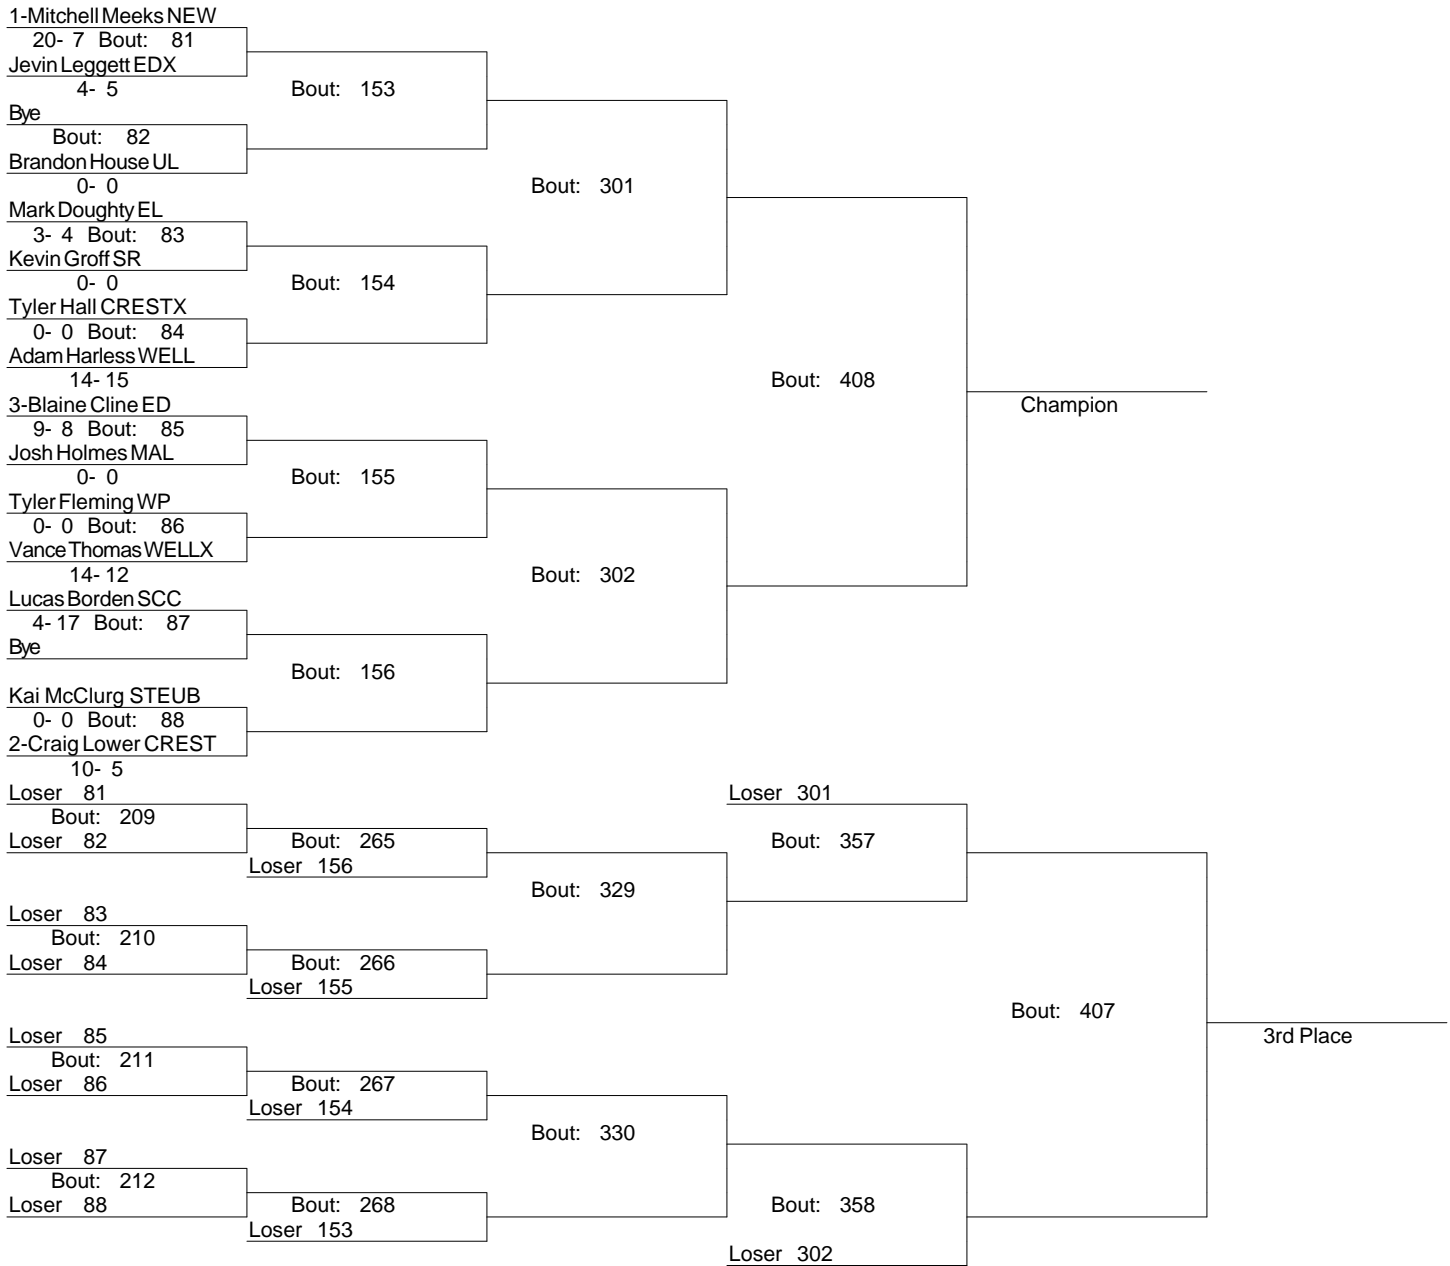 1-Mitchell Meeks NEW
20- 7 Bout: 81
Jevin Leggett EDX
4- 5
Bout: 153
Bye
Bout: 82
Brandon House UL
0- 0
Bout: 301
Mark Doughty EL
3- 4 Bout: 83
Kevin Groff SR
0- 0
Bout: 154
Tyler Hall CRESTX
0- 0 Bout: 84
Adam Harless WELL
14- 15
Bout: 408
3-Blaine Cline ED
Champion
9- 8 Bout: 85
Josh Holmes MAL
0- 0
Bout: 155
Tyler Fleming WP
0- 0 Bout: 86
Vance Thomas WELLX
14- 12
Bout: 302
Lucas Borden SCC
4- 17 Bout: 87
Bye
Bout: 156
Kai McClurg STEUB
0- 0 Bout: 88
2-Craig Lower CREST
10- 5
Loser 81
Loser 301
Bout: 209
Loser 82
Bout: 265
Bout: 357
Loser 156
Bout: 329
Loser 83
Bout: 210
Loser 84
Bout: 266
Loser 155
Bout: 407
Loser 85
3rd Place
Bout: 211
Loser 86
Bout: 267
Loser 154
Bout: 330
Loser 87
Bout: 212
Loser 88
Bout: 268
Bout: 358
Loser 153
Loser 302